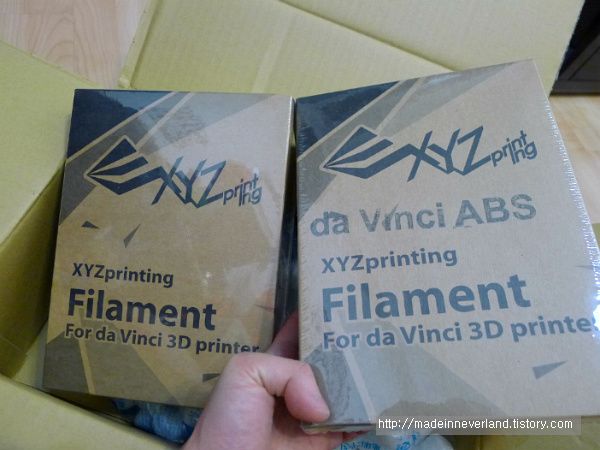 XYZprinting
XYZprinting
Filament
For da Vinci 3D printer
XYZprinting
da Vinci ABS
XYZprinting
Filament
For da Vinci 3D printer
http://madeinneverland.tistory.com